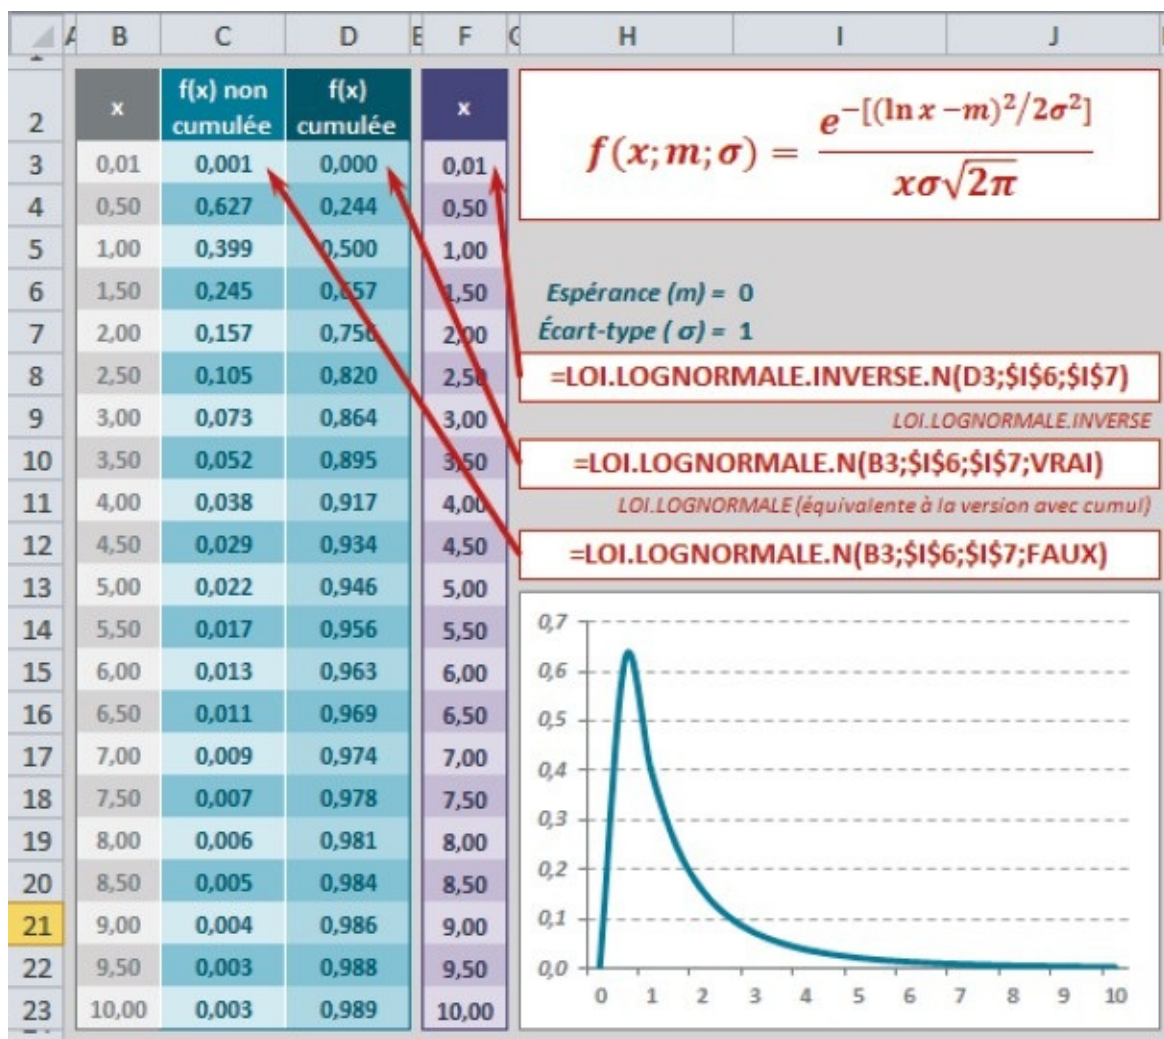 A B C D E F G H I J
1
2 x f(x) non cumulée f(x) cumulée x
3 0,01 0,001 0,000 0,01
4 0,50 0,627 0,244 0,50
5 1,00 0,399 0,500 1,00
6 1,50 0,245 0,657 1,50
7 2,00 0,157 0,756 2,00
8 2,50 0,105 0,820 2,50
9 3,00 0,073 0,864 3,00
10 3,50 0,052 0,895 3,50
11 4,00 0,038 0,917 4,00
12 4,50 0,029 0,934 4,50
13 5,00 0,022 0,946 5,00
14 5,50 0,017 0,956 5,50
15 6,00 0,013 0,963 6,00
16 6,50 0,011 0,969 6,50
17 7,00 0,009 0,974 7,00
18 7,50 0,007 0,978 7,50
19 8,00 0,006 0,981 8,00
20 8,50 0,005 0,984 8,50
21 9,00 0,004 0,986 9,00
22 9,50 0,003 0,988 9,50
23 10,00 0,003 0,989 10,00
f(x; m; σ) = e^−[(ln x −m)²/2σ²] / xσ√2π
Espérance (m) = 0
Écart-type ( σ) = 1
=LOI.LOGNORMALE.INVERSE.N(D3;$I$6;$I$7)
LOI.LOGNORMALE.INVERSE
=LOI.LOGNORMALE.N(B3;$I$6;$I$7;VRAI)
LOI.LOGNORMALE (équivalente à la version avec cumul)
=LOI.LOGNORMALE.N(B3;$I$6;$I$7;FAUX)
0,7
0,6
0,5
0,4
0,3
0,2
0,1
0,0
0 1 2 3 4 5 6 7 8 9 10